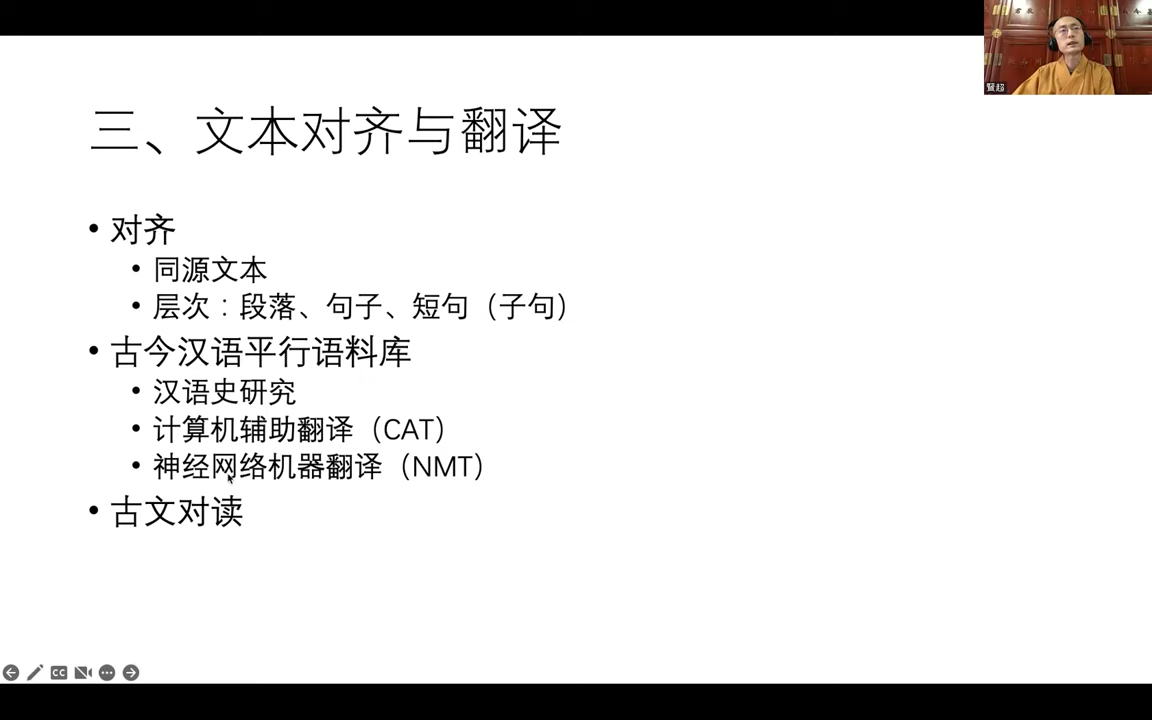 三、文本对齐与翻译
• 对齐
• 同源文本
• 层次：段落、句子、短句（子句）
• 古今汉语平行语料库
• 汉语史研究
• 计算机辅助翻译（CAT）
• 神经网络机器翻译（NMT）
• 古文对读
賢超
CC